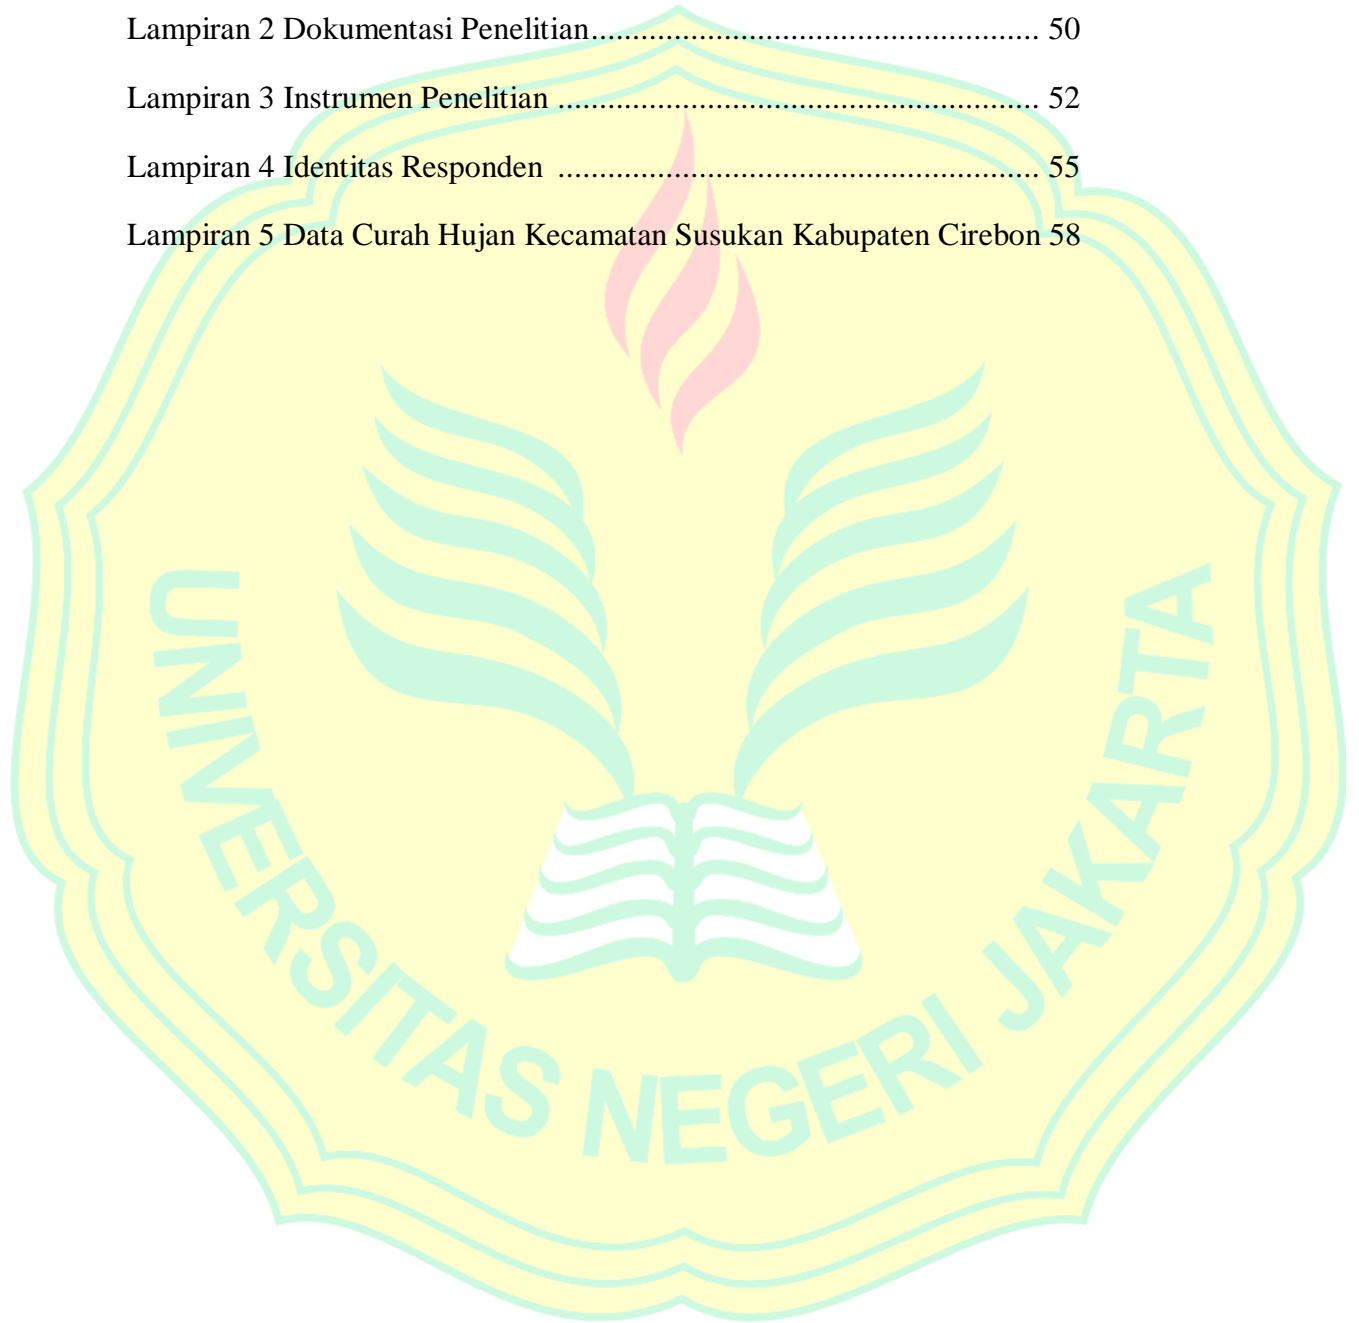 Lampiran 2 Dokumentasi Penelitian...................................................... 50
Lampiran 3 Instrumen Penelitian .......................................................... 52
Lampiran 4 Identitas Responden .......................................................... 55
Lampiran 5 Data Curah Hujan Kecamatan Susukan Kabupaten Cirebon 58
UNIVERSITAS NEGERI JAKARTA